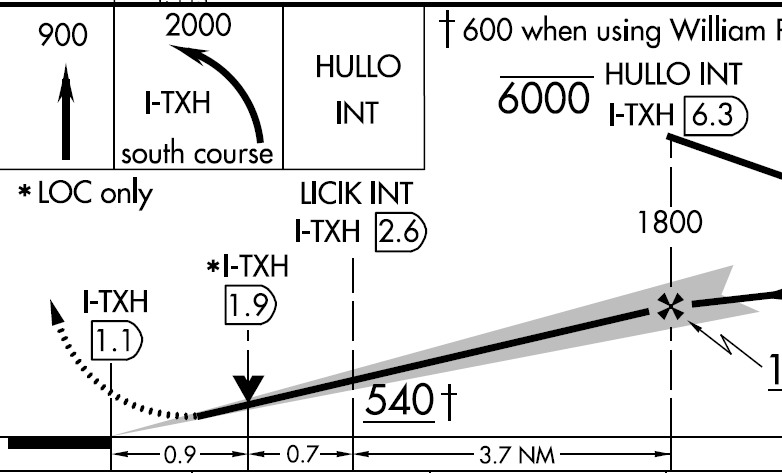 900
2000
I-TXH
south course
HULLO
INT
† 600 when using William
6000
HULLO INT
I-TXH 6.3
* LOC only
LICIK INT
I-TXH 2.6
1800
*I-TXH
1.9
I-TXH
1.1
540†
1
0.9
0.7
3.7 NM